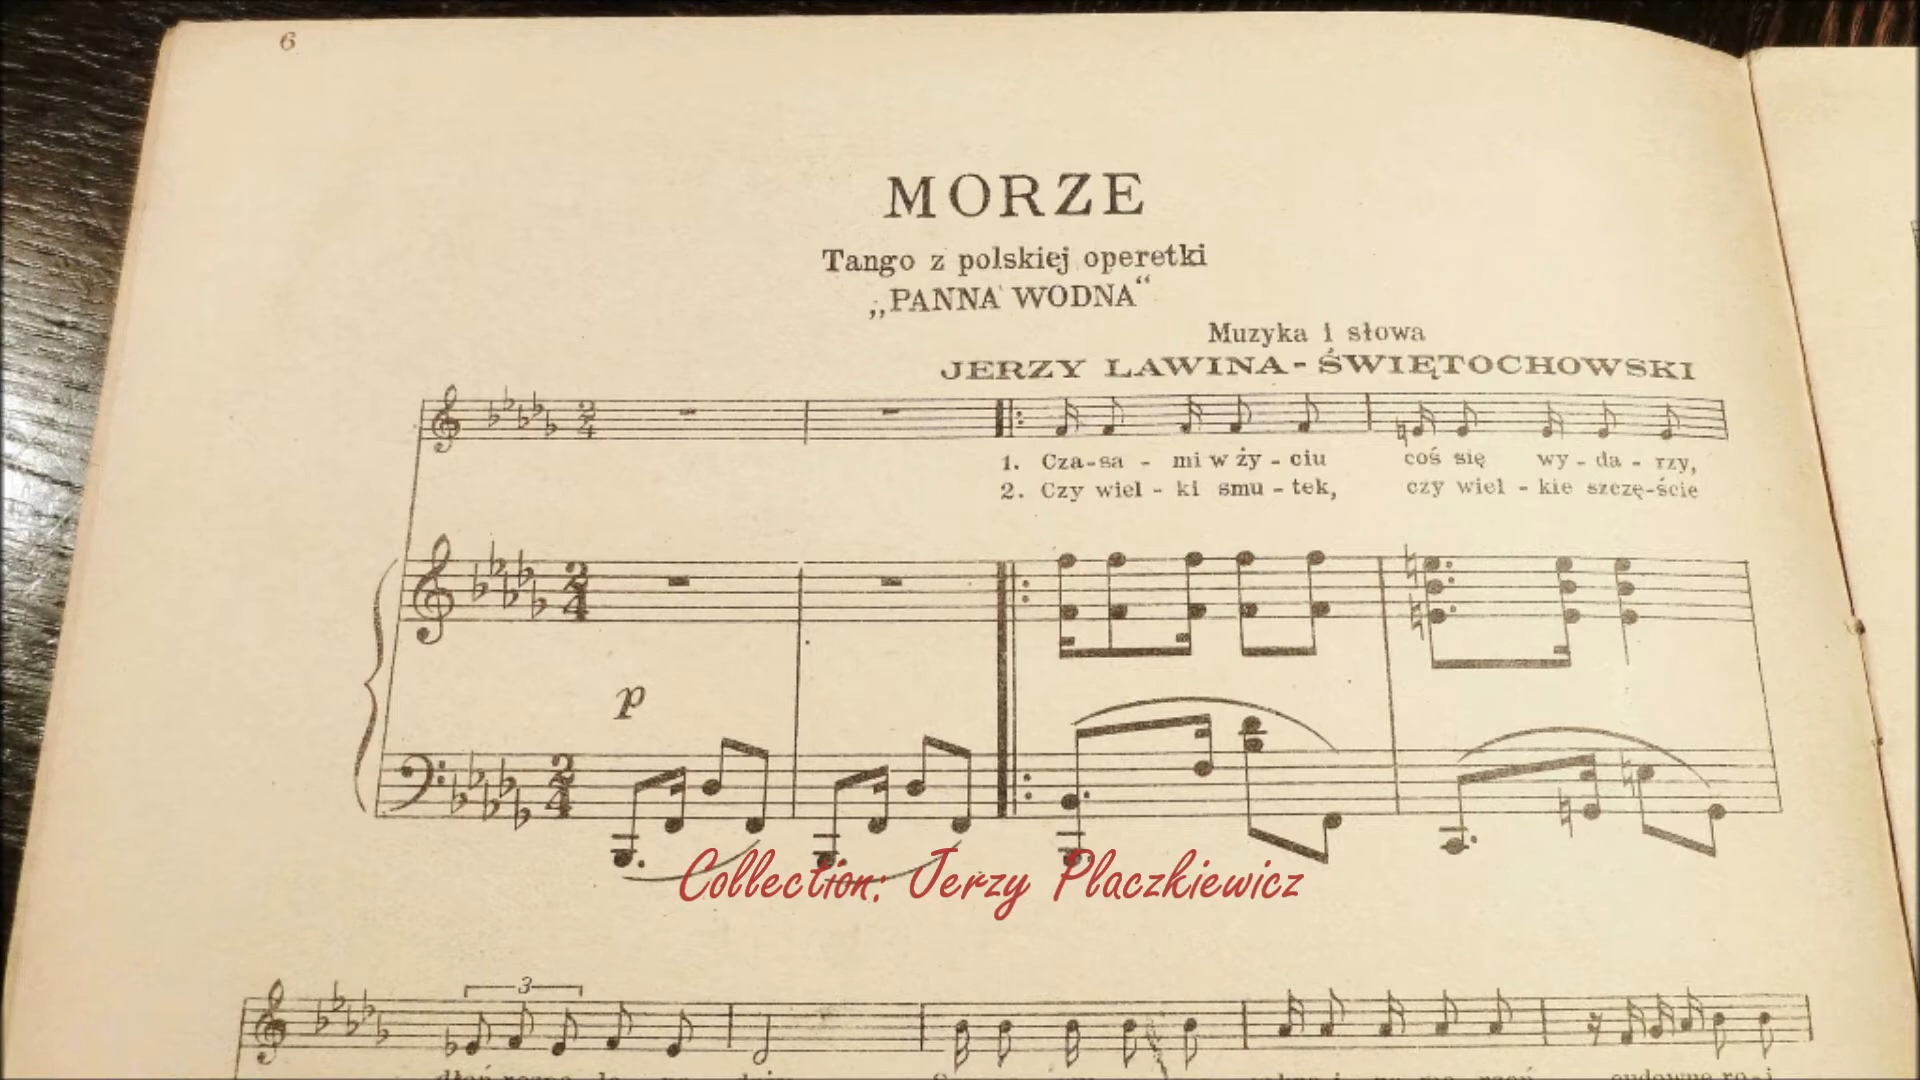 6
MORZE
Tango z polskiej operetki
„PANNA WODNA“
Muzyka i słowa
JERZY LAWINA-ŚWIĘTOCHOWSKI
1. Cza-sa - mi w ży - ciu coś się wy - da - rzy,
2. Czy wiel - ki smu - tek, czy wiel - kie szczę-ście
p
Collection: Jerzy Placzkiewicz
3